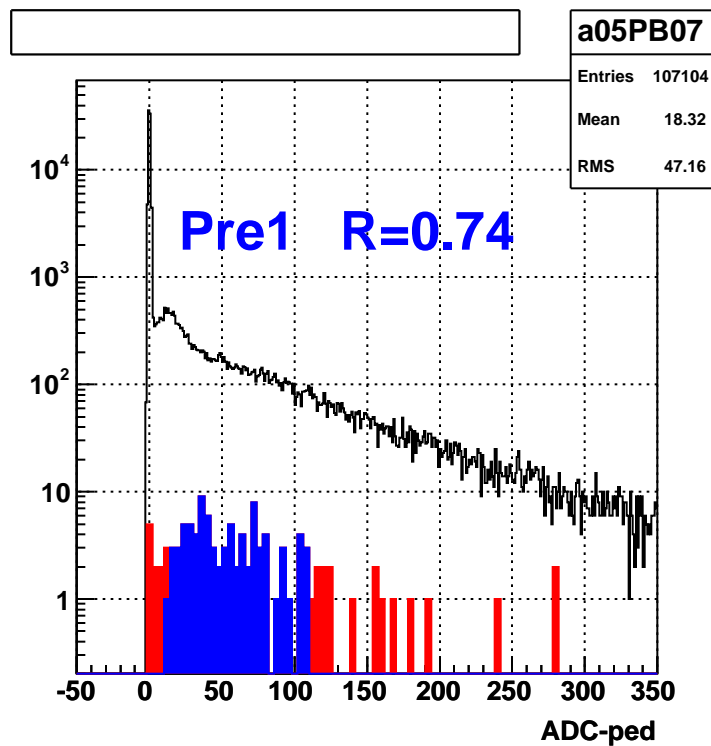 a05PB07
Entries 107104
Mean 18.32
RMS 47.16
Pre1 R=0.74
10^4
10^3
10^2
10
1
-50 0 50 100 150 200 250 300 350
ADC-ped